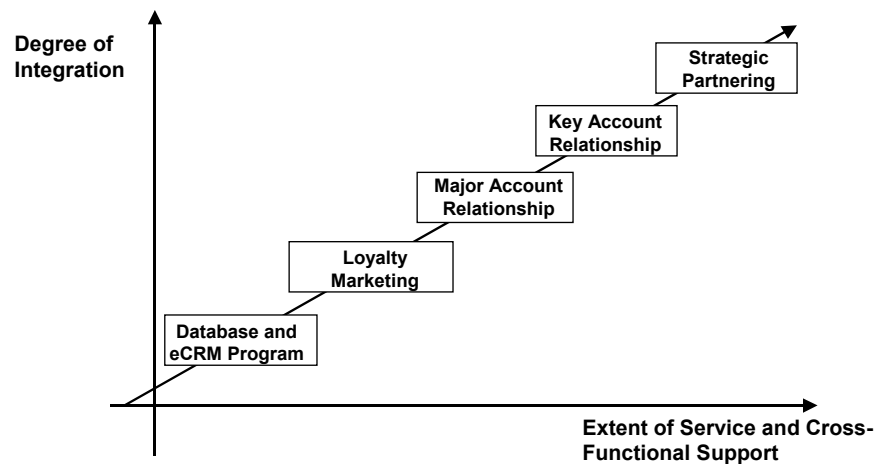 Degree of
Integration
Strategic
Partnering
Key Account
Relationship
Major Account
Relationship
Loyalty
Marketing
Database and
eCRM Program
Extent of Service and Cross-
Functional Support